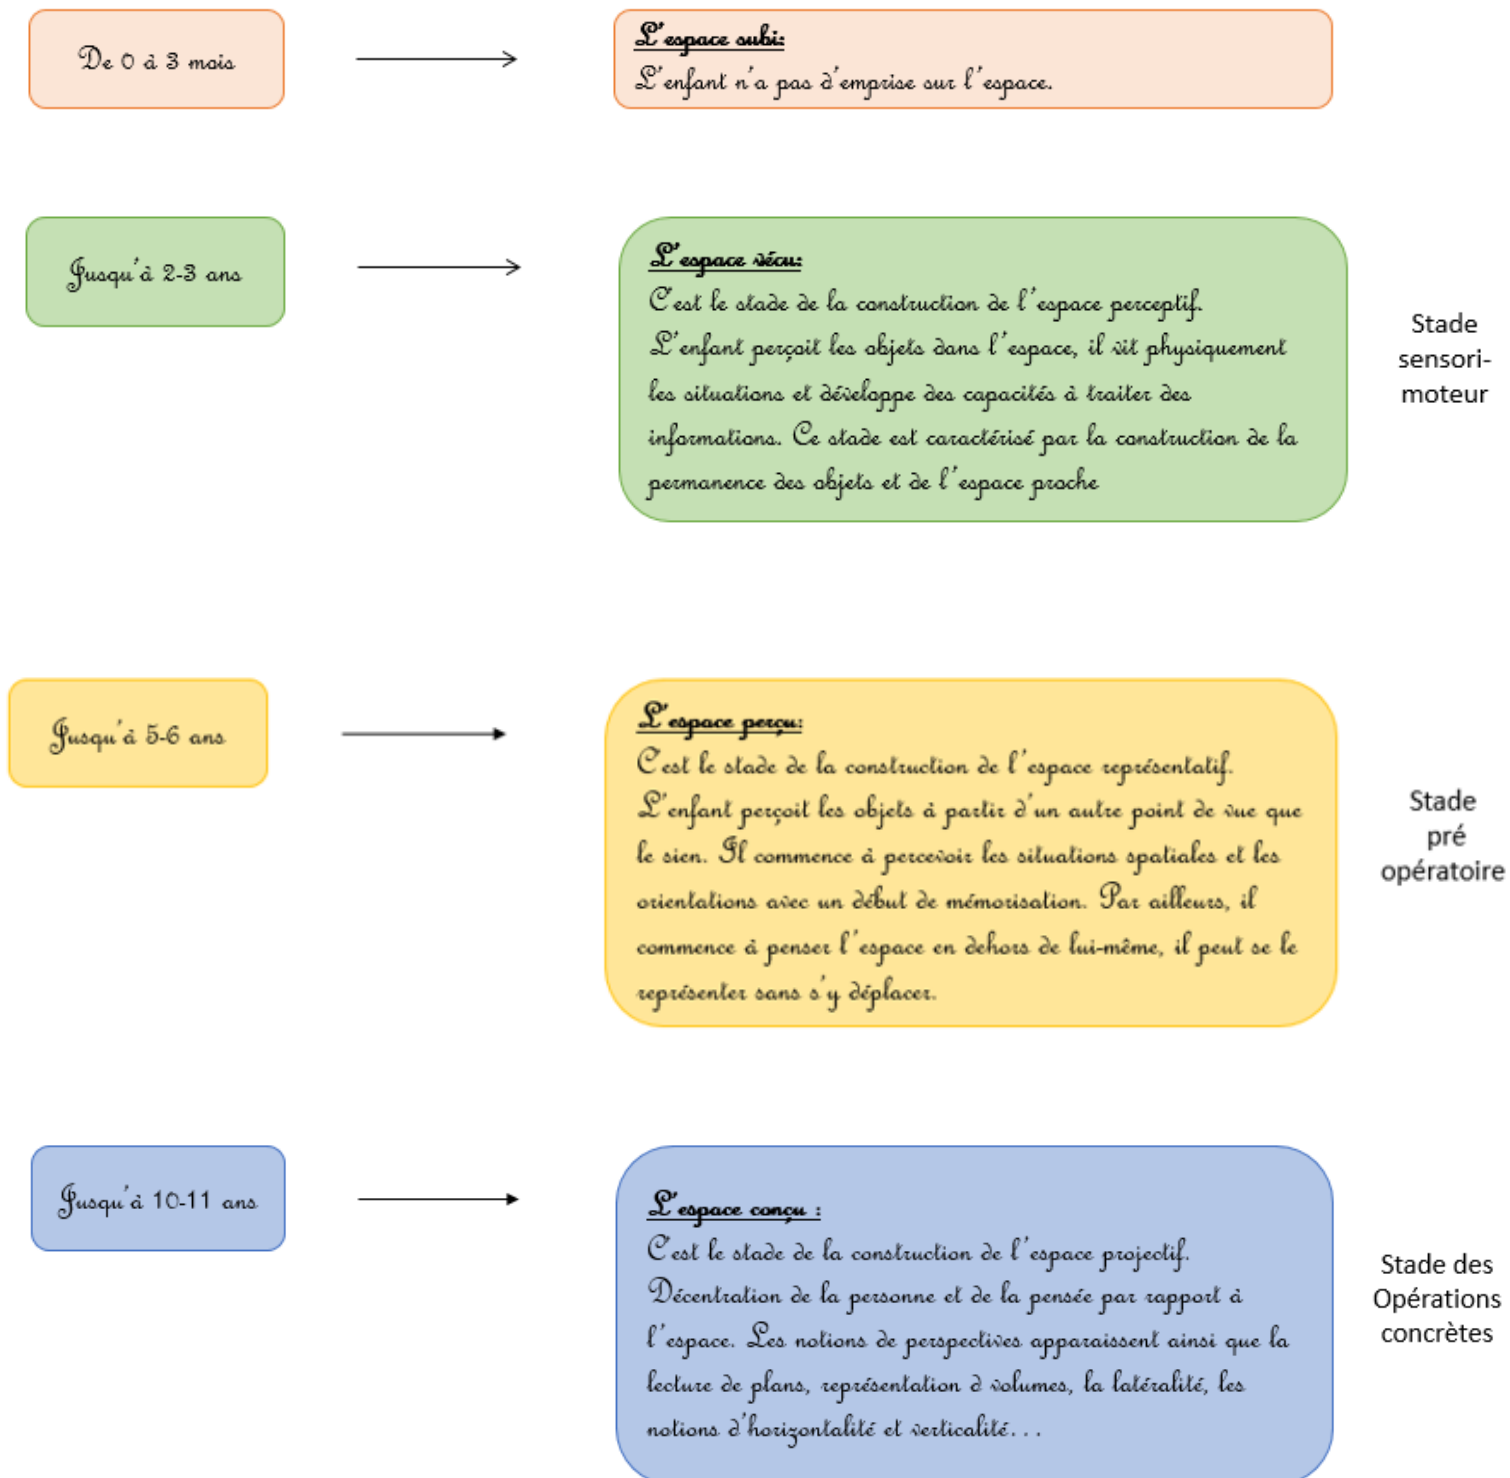 De 0 à 3 mois
L'espace subi:
L'enfant n'a pas d'emprise sur l'espace.
Jusqu'à 2-3 ans
L'espace vécu:
C'est le stade de la construction de l'espace perceptif.
L'enfant perçoit les objets dans l'espace, il vit physiquement
les situations et développe des capacités à traiter des
informations. Ce stade est caractérisé par la construction de la
permanence des objets et de l'espace proche
Stade
sensori-
moteur
Jusqu'à 5-6 ans
L'espace perçu:
C'est le stade de la construction de l'espace représentatif.
L'enfant perçoit les objets à partir d'un autre point de vue que
le sien. Il commence à percevoir les situations spatiales et les
orientations avec un début de mémorisation. Par ailleurs, il
commence à penser l'espace en dehors de lui-même, il peut se le
représenter sans s'y déplacer.
Stade
pré
opératoire
Jusqu'à 10-11 ans
L'espace conçu :
C'est le stade de la construction de l'espace projectif.
Décentration de la personne et de la pensée par rapport à
l'espace. Les notions de perspectives apparaissent ainsi que la
lecture de plans, représentation d volumes, la latéralité, les
notions d'horizontalité et verticalité...
Stade des
Opérations
concrètes